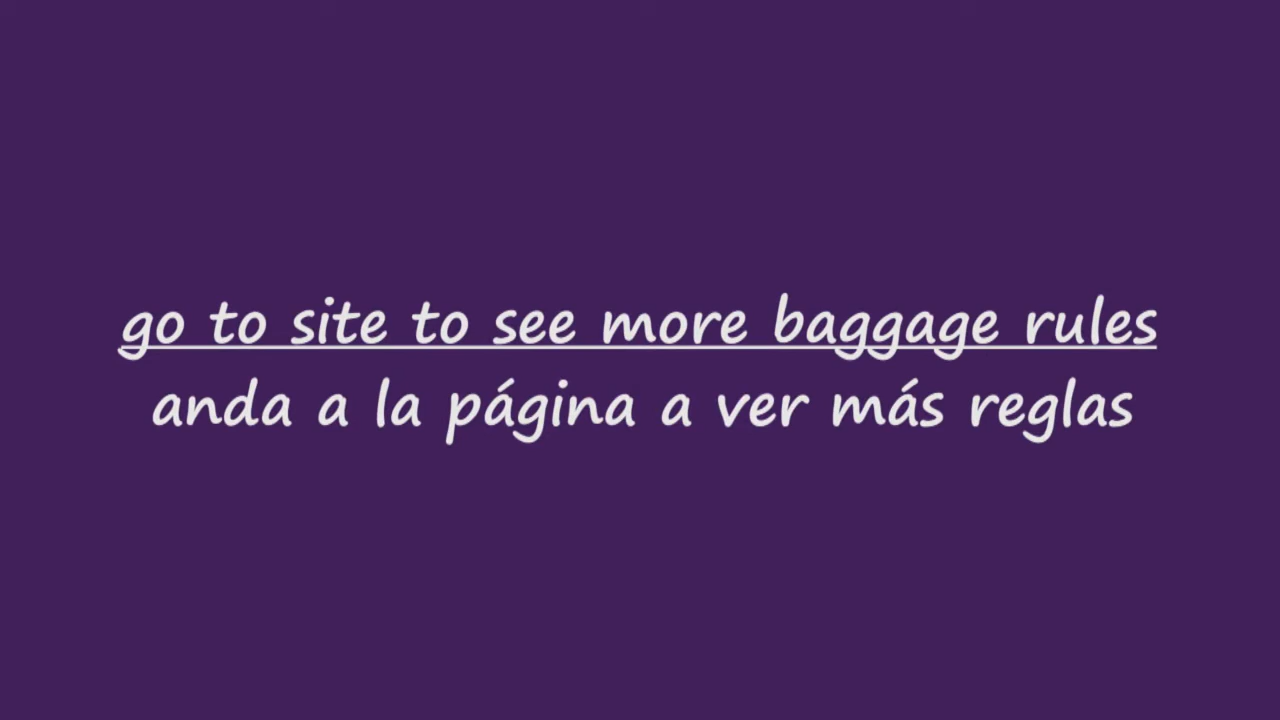 go to site to see more baggage rules
anda a la página a ver más reglas